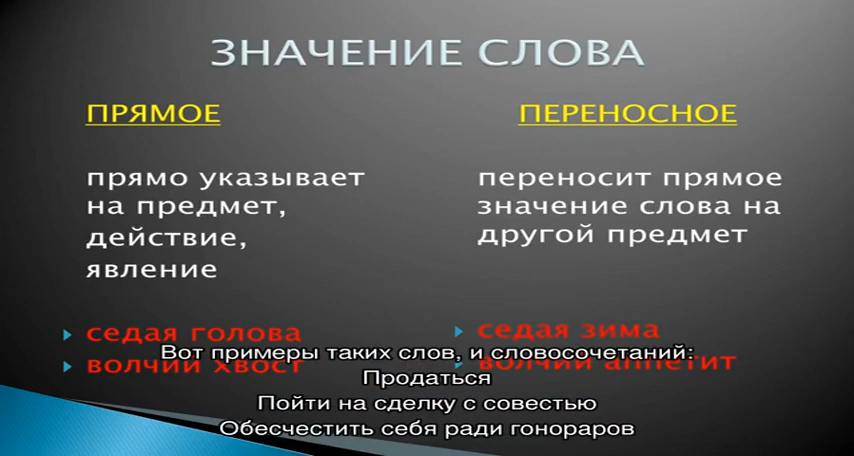 ЗНАЧЕНИЕ СЛОВА
ПРЯМОЕ
прямо указывает
на предмет,
действие,
явление
седая голова
волчий хвост
ПЕРЕНОСНОЕ
переносит прямое
значение слова на
другой предмет
седая зима
волчий аппетит
Вот примеры таких слов, и словосочетаний:
Продаться
Пойти на сделку с совестью
Обесчестить себя ради гонораров